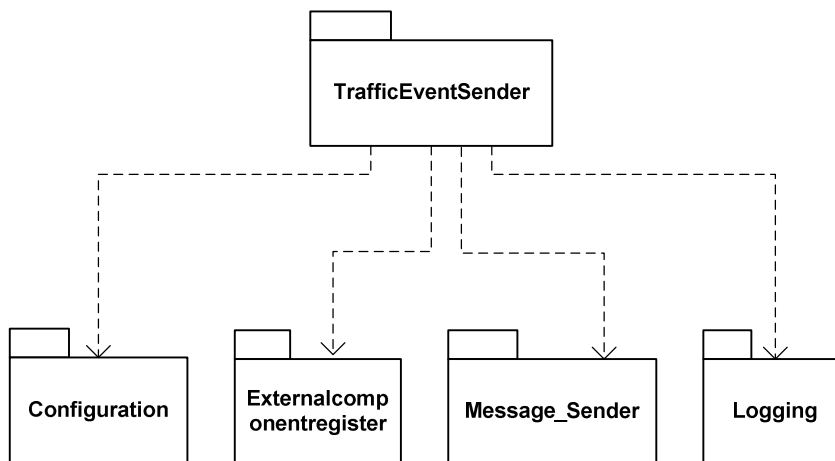 TrafficEventSender
Configuration
Externalcomp
onentregister
Message_Sender
Logging